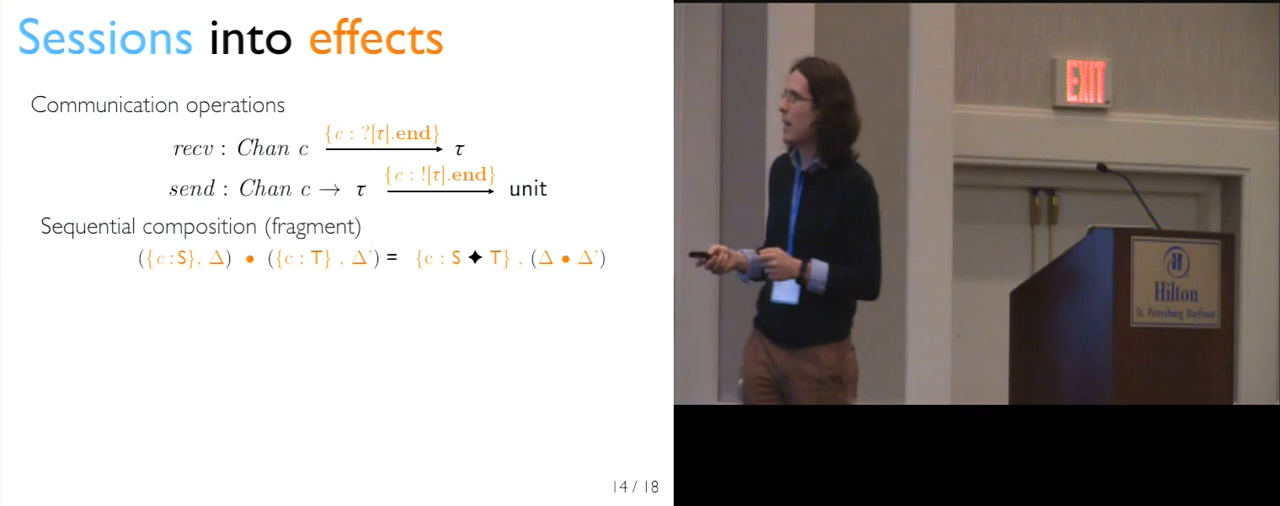 Sessions into effects
Communication operations
{c : ?[τ].end}
recv : Chan c ⟶ τ
{c : ![τ].end}
send : Chan c → τ ⟶ unit
Sequential composition (fragment)
({c : S}, Δ) • ({c : T} , Δ') = {c : S ✦ T} , (Δ • Δ')
14 / 18
EXIT
Hilton
St. Petersburg Bayfront